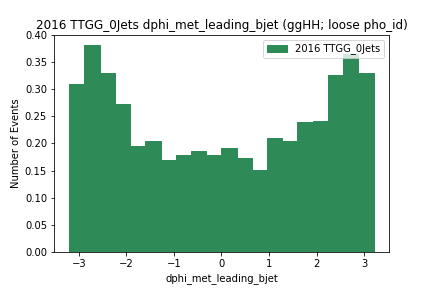 2016 TTGG_0Jets dphi_met_leading_bjet (ggHH; loose pho_id)
2016 TTGG_0Jets
Number of Events
0.40
0.35
0.30
0.25
0.20
0.15
0.10
0.05
0.00
−3 −2 −1 0 1 2 3
dphi_met_leading_bjet